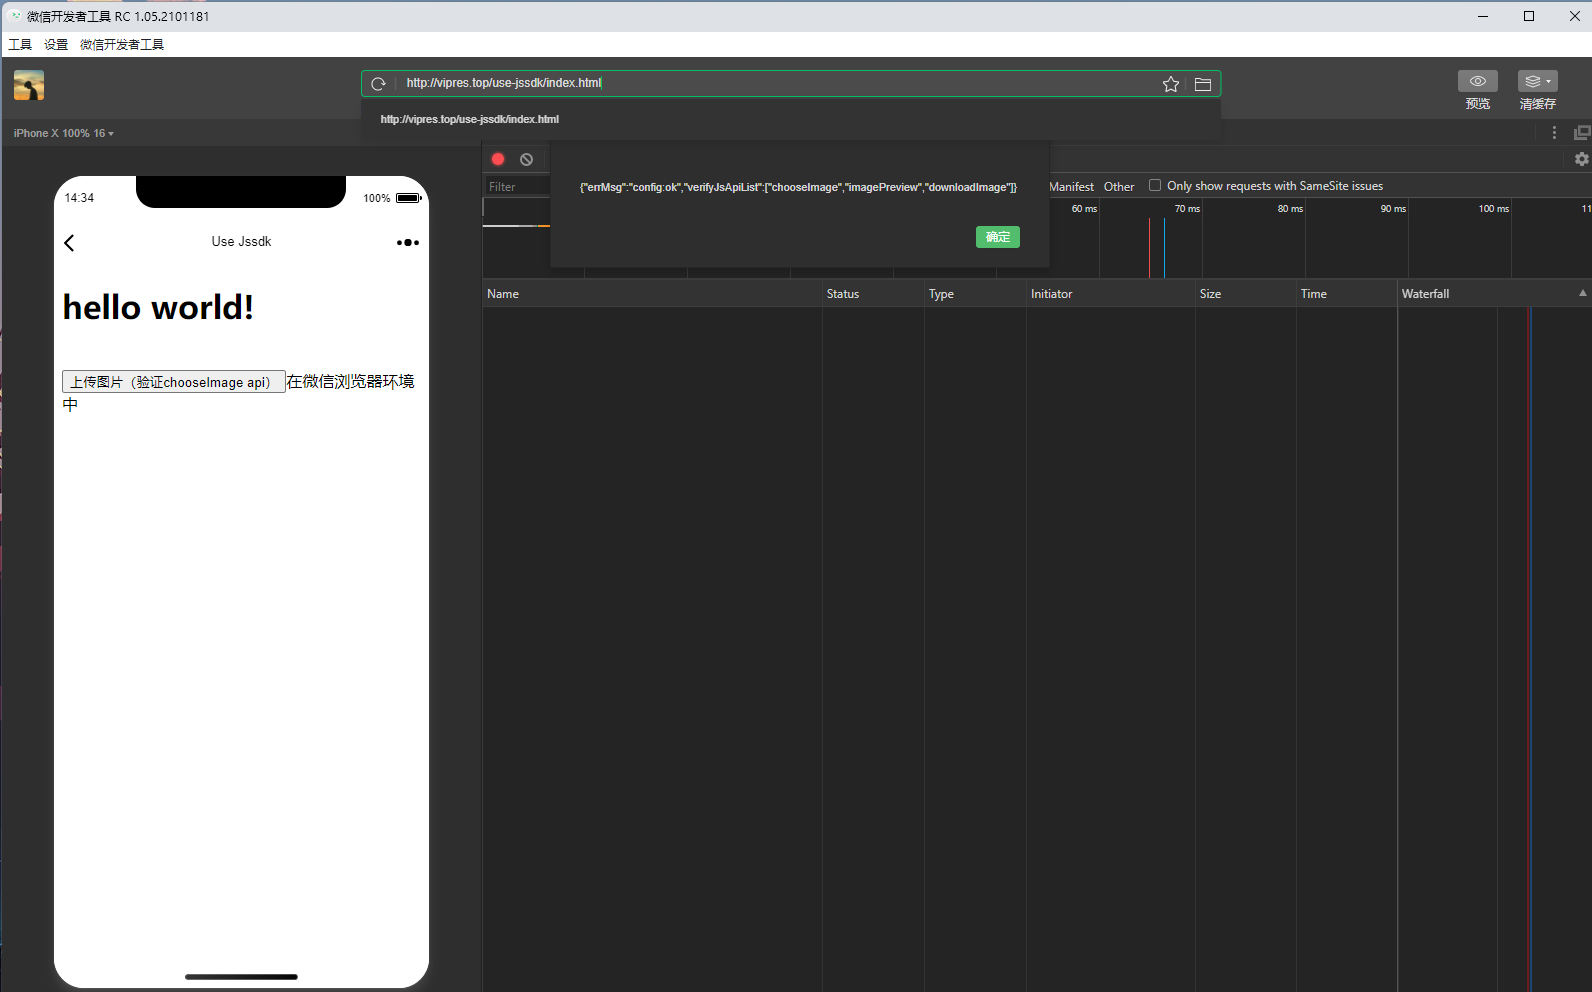 微信开发者工具 RC 1.05.2101181
工具 设置 微信开发者工具
http://vipres.top/use-jssdk/index.html
预览
清缓存
http://vipres.top/use-jssdk/index.html
iPhone X 100% 16
{"errMsg":"config:ok","verifyJsApiList":["chooseImage","imagePreview","downloadImage"]}
确定
Filter
Manifest Other Only show requests with SameSite issues
60 ms 70 ms 80 ms 90 ms 100 ms 11
Name Status Type Initiator Size Time Waterfall
14:34
100%
Use Jssdk
hello world!
上传图片（验证chooseImage api）在微信浏览器环境
中